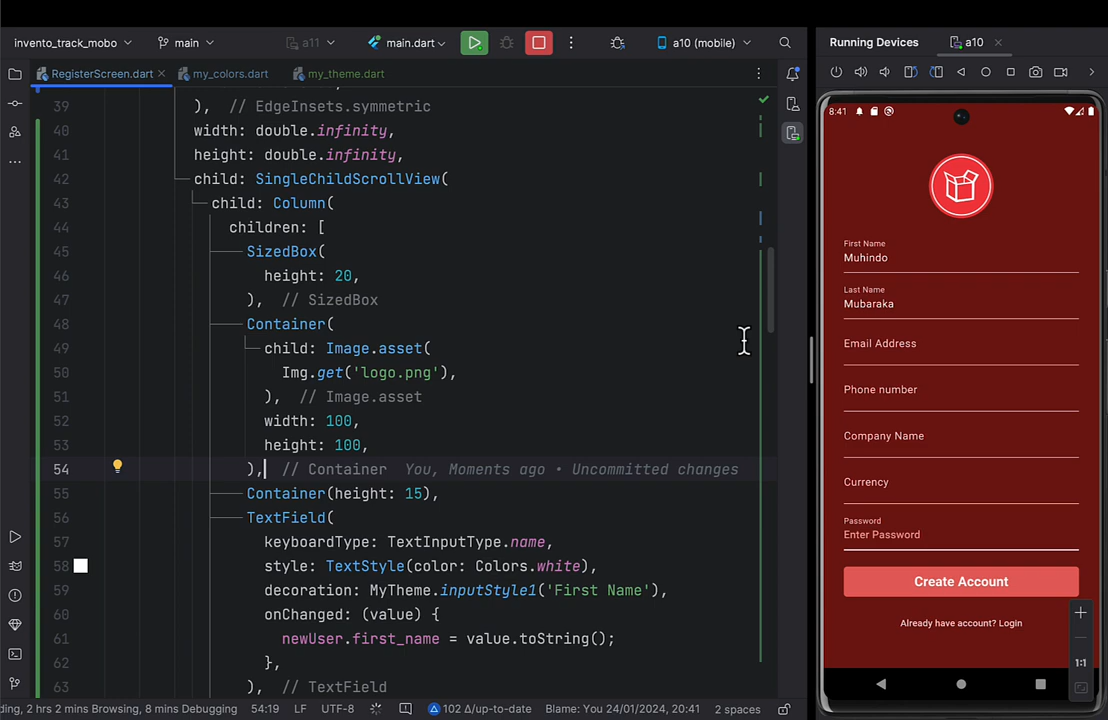 invento_track_mobo
main
a11
main.dart
a10 (mobile)
Running Devices
a10
RegisterScreen.dart
my_colors.dart
my_theme.dart
39 ), // EdgeInsets.symmetric
40 width: double.infinity,
41 height: double.infinity,
42 child: SingleChildScrollView(
43 child: Column(
44 children: [
45 SizedBox(
46 height: 20,
47 ), // SizedBox
48 Container(
49 child: Image.asset(
50 Img.get('logo.png'),
51 ), // Image.asset
52 width: 100,
53 height: 100,
54 ), // Container You, Moments ago • Uncommitted changes
55 Container(height: 15),
56 TextField(
57 keyboardType: TextInputType.name,
58 style: TextStyle(color: Colors.white),
59 decoration: MyTheme.inputStyle1('First Name'),
60 onChanged: (value) {
61 newUser.first_name = value.toString();
62 },
63 ), // TextField
8:41
First Name
Muhindo
Last Name
Mubaraka
Email Address
Phone number
Company Name
Currency
Password
Enter Password
Create Account
Already have account? Login
1:1
ding, 2 hrs 2 mins Browsing, 8 mins Debugging
54:19
LF
UTF-8
102 Δ/up-to-date
Blame: You 24/01/2024, 20:41
2 spaces